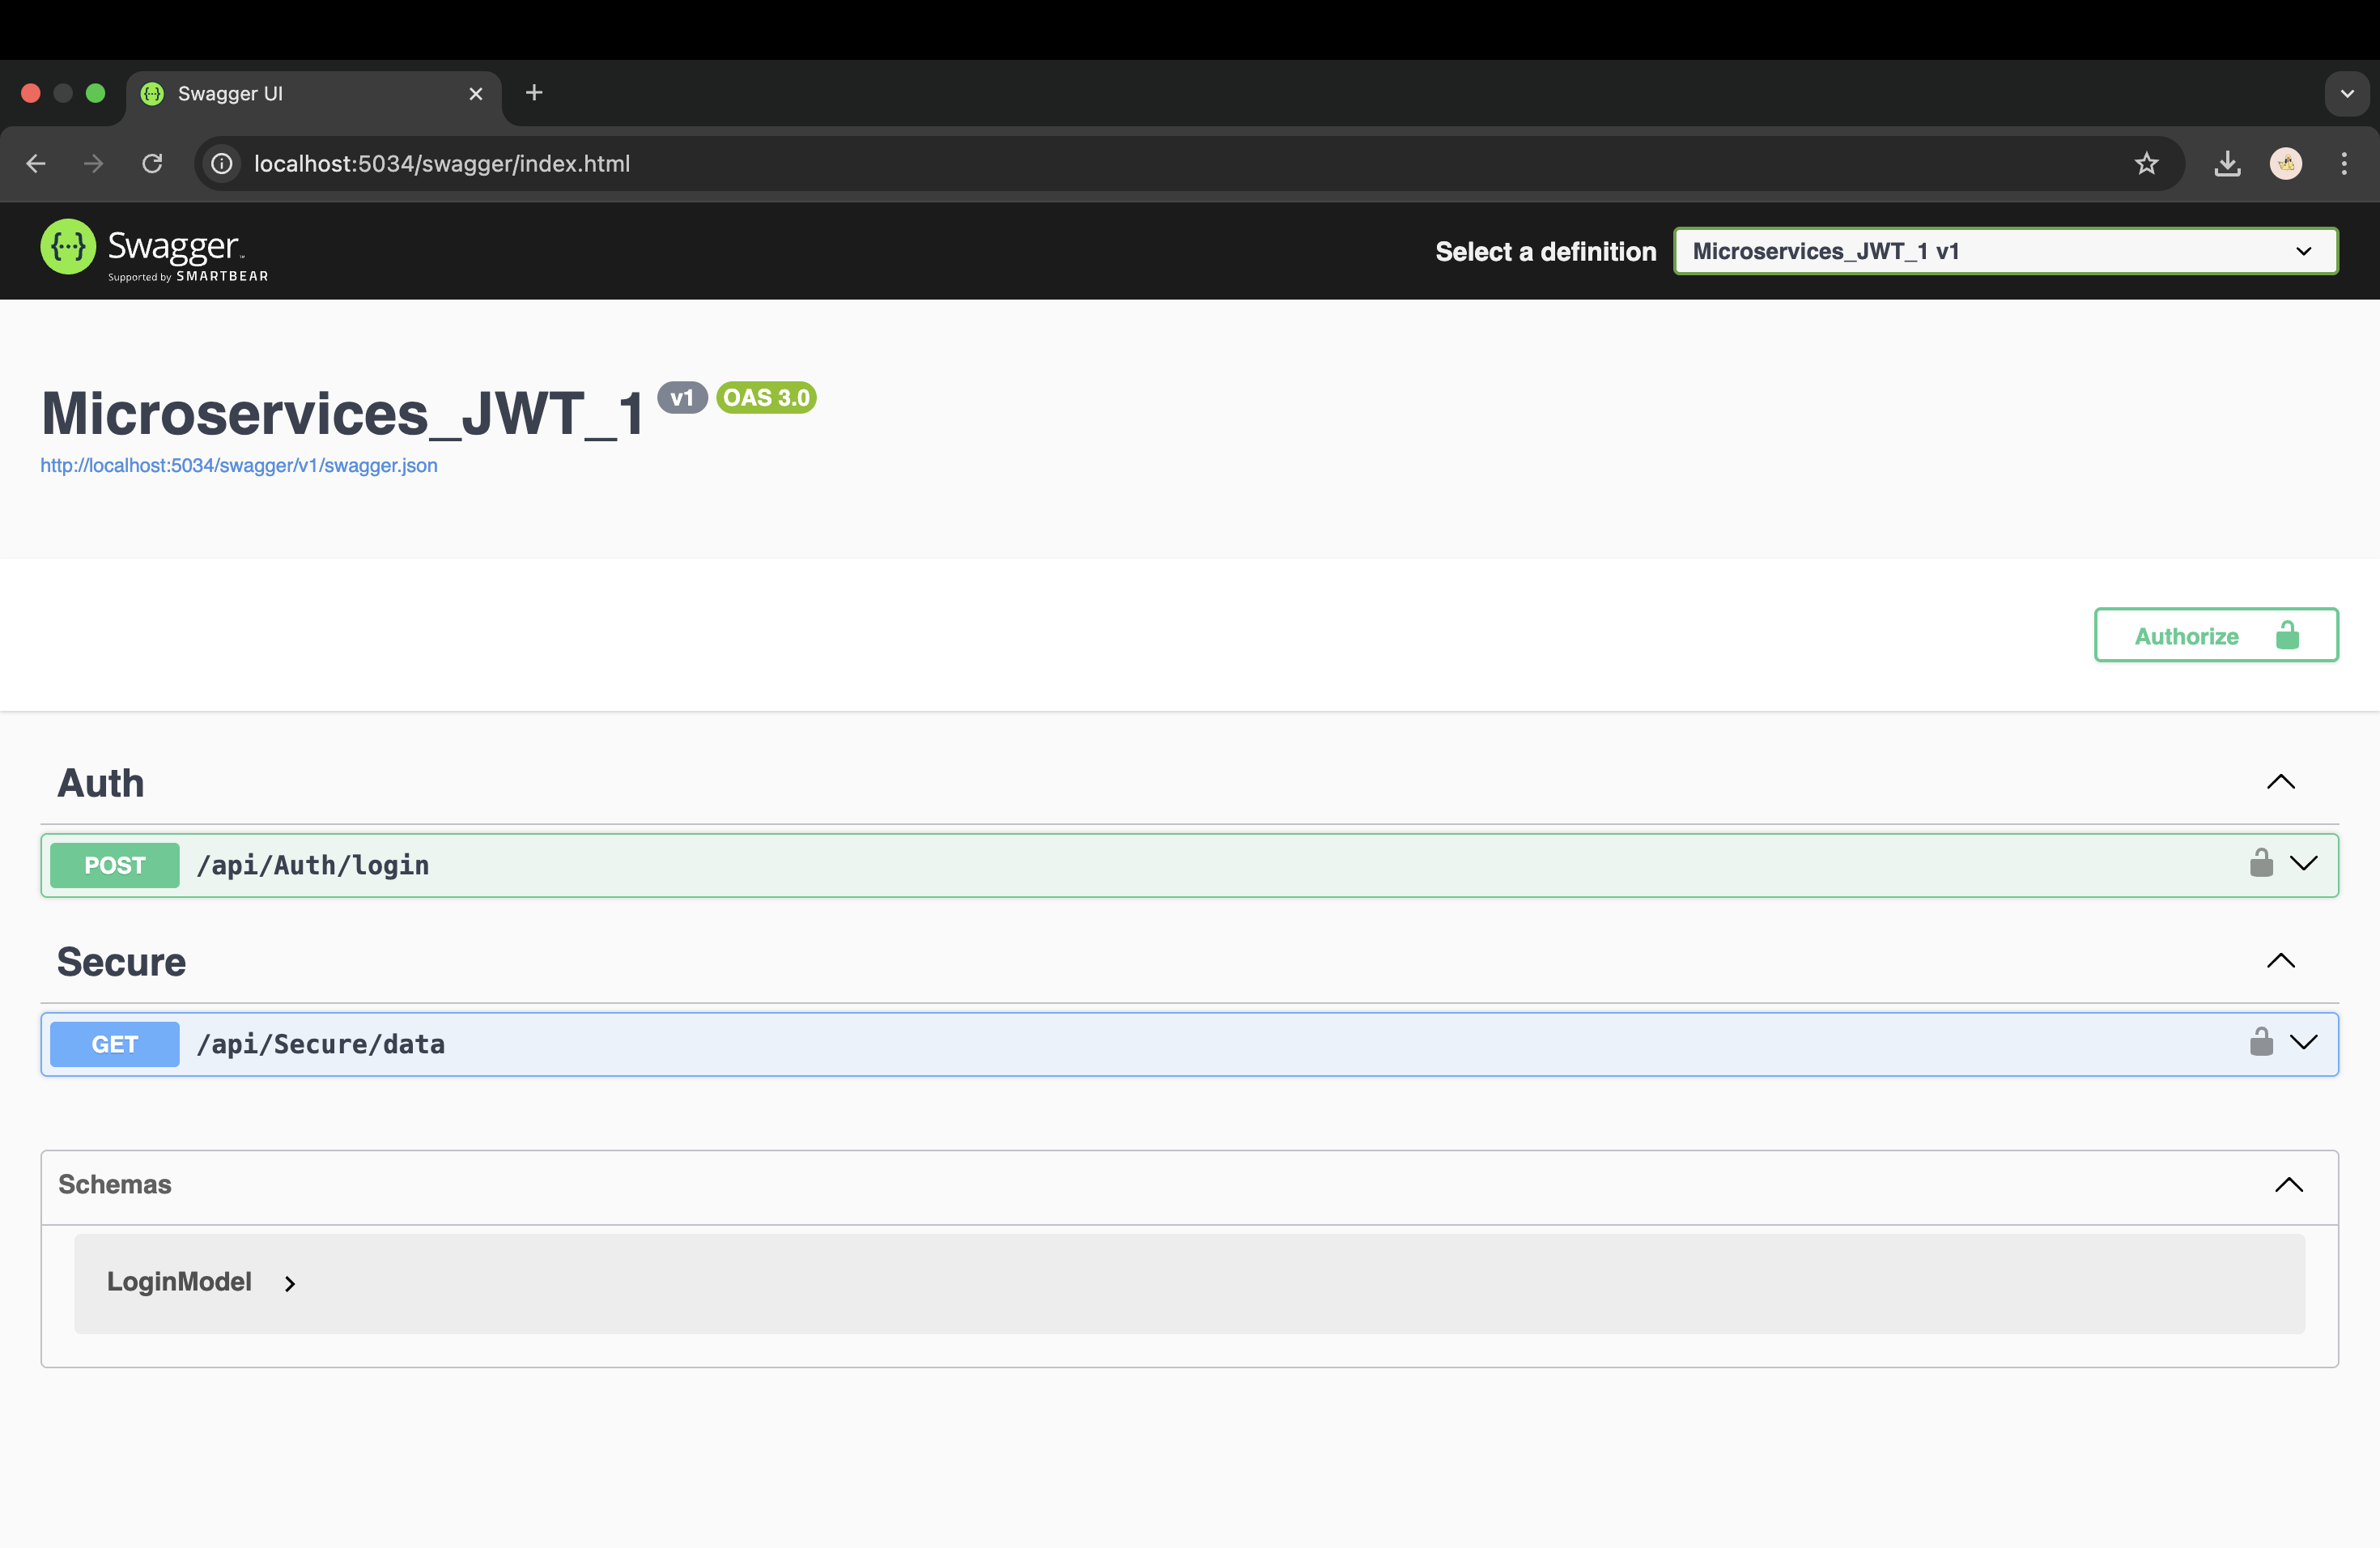 Swagger UI
localhost:5034/swagger/index.html
{···} Swagger™
Supported by SMARTBEAR
Select a definition
Microservices_JWT_1 v1
Microservices_JWT_1 v1 OAS 3.0
http://localhost:5034/swagger/v1/swagger.json
Authorize
Auth
POST /api/Auth/login
Secure
GET /api/Secure/data
Schemas
LoginModel